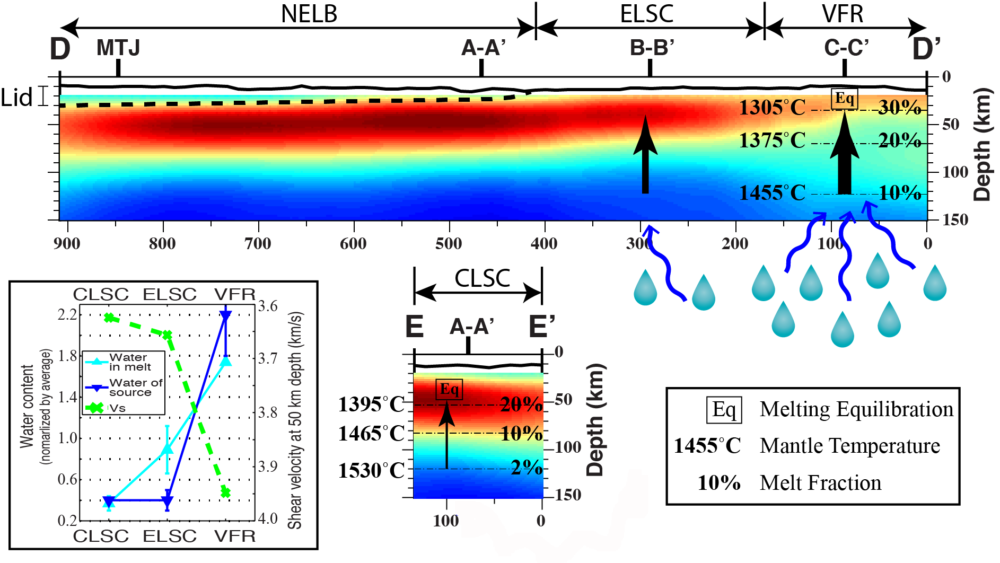 NELB ELSC VFR
D MTJ A-A’ B-B’ C-C’ D’
Lid
1305°C Eq 30%
1375°C 20%
1455°C 10%
0
50
100
150
Depth (km)
900 800 700 600 500 400 300 200 100 0
CLSC
E A-A’ E’
1395°C Eq 20%
1465°C 10%
1530°C 2%
0
50
100
150
Depth (km)
100 0
CLSC ELSC VFR
2.2
1.8
1.4
1.0
0.6
0.2
Water content
(nomarlized by average)
Water
in melt
Water of
source
Vs
3.6
3.7
3.8
3.9
4.0
Shear velocity at 50 km depth (km/s)
CLSC ELSC VFR
Eq Melting Equilibration
1455°C Mantle Temperature
10% Melt Fraction